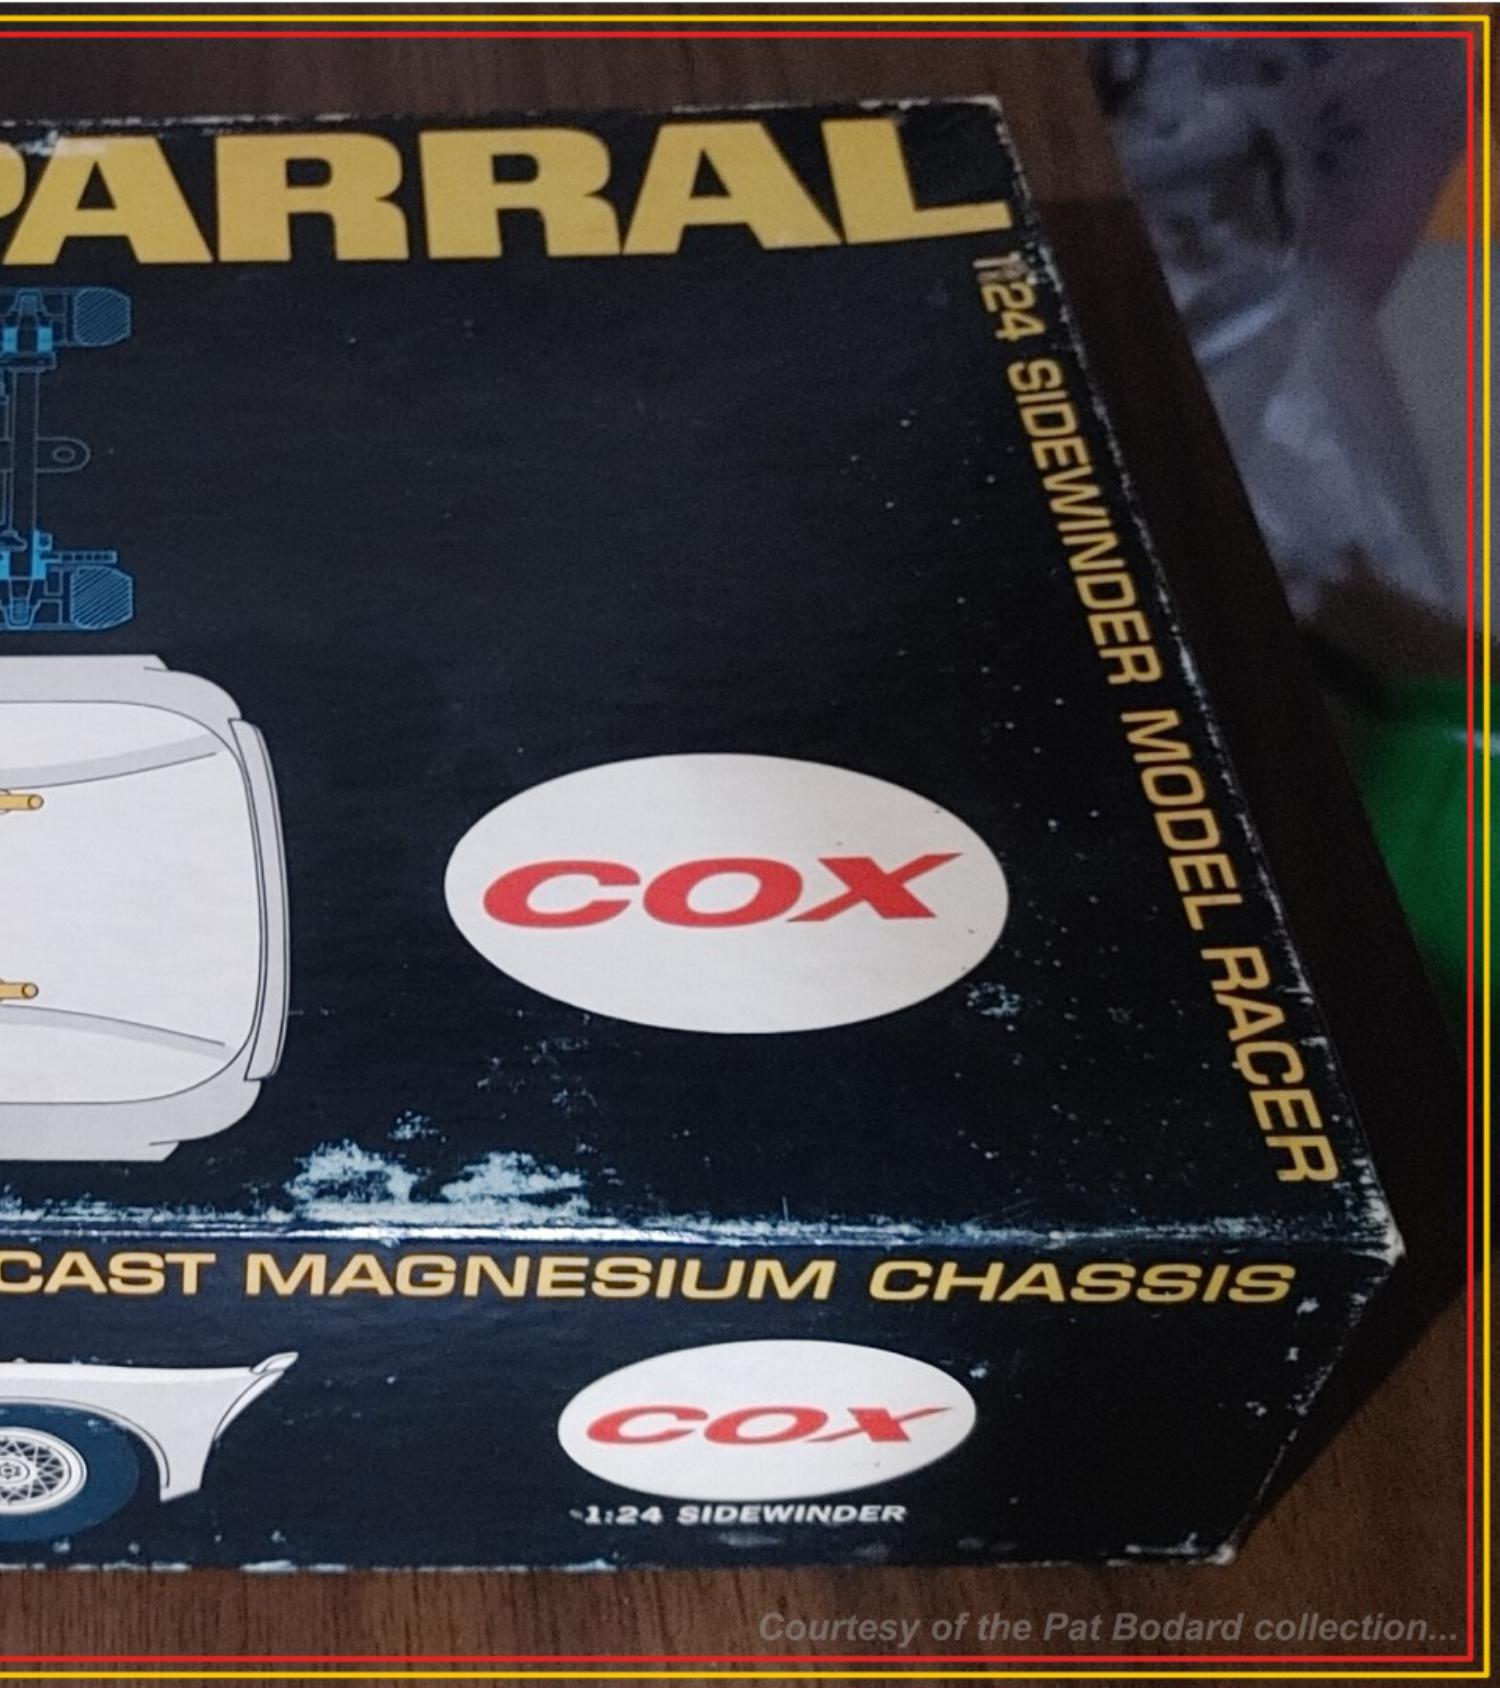 PARRAL
1:24 SIDEWINDER MODEL RACER
COX
CAST MAGNESIUM CHASSIS
COX
1:24 SIDEWINDER
Courtesy of the Pat Bodard collection...